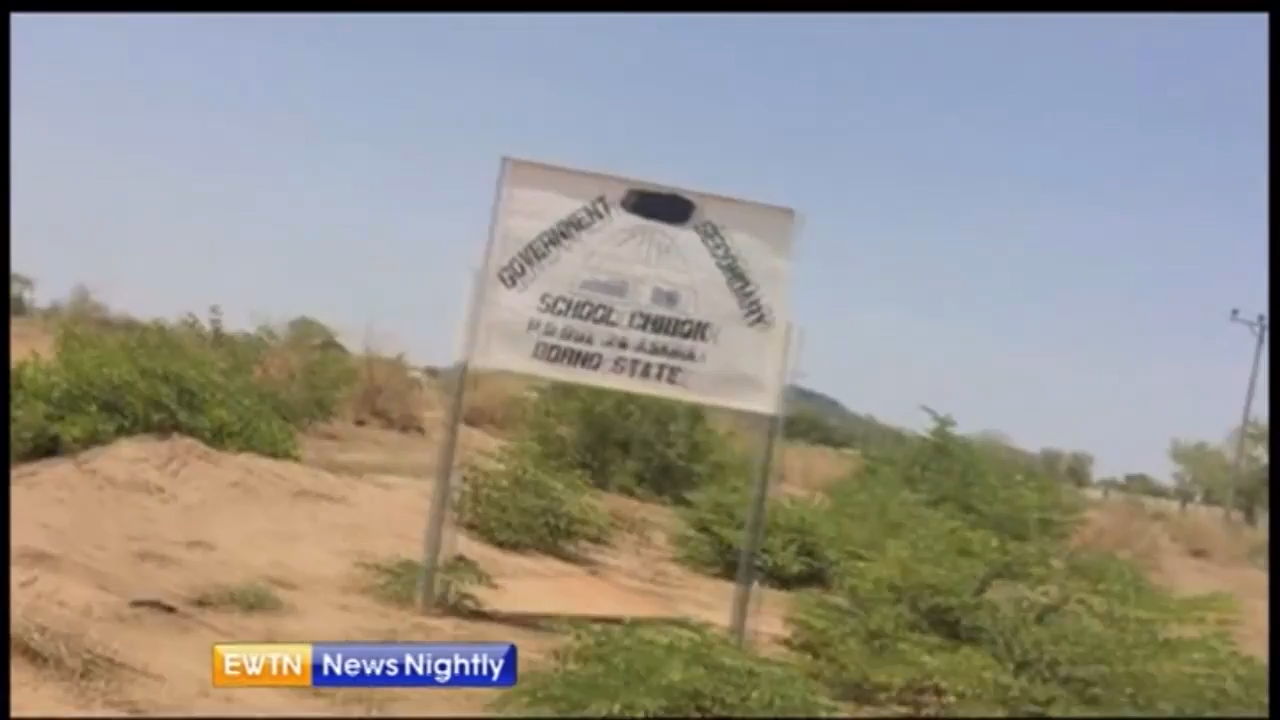 GOVERNMENT SECONDARY
SCHOOL CHIBOK
BORNO STATE
EWTN News Nightly